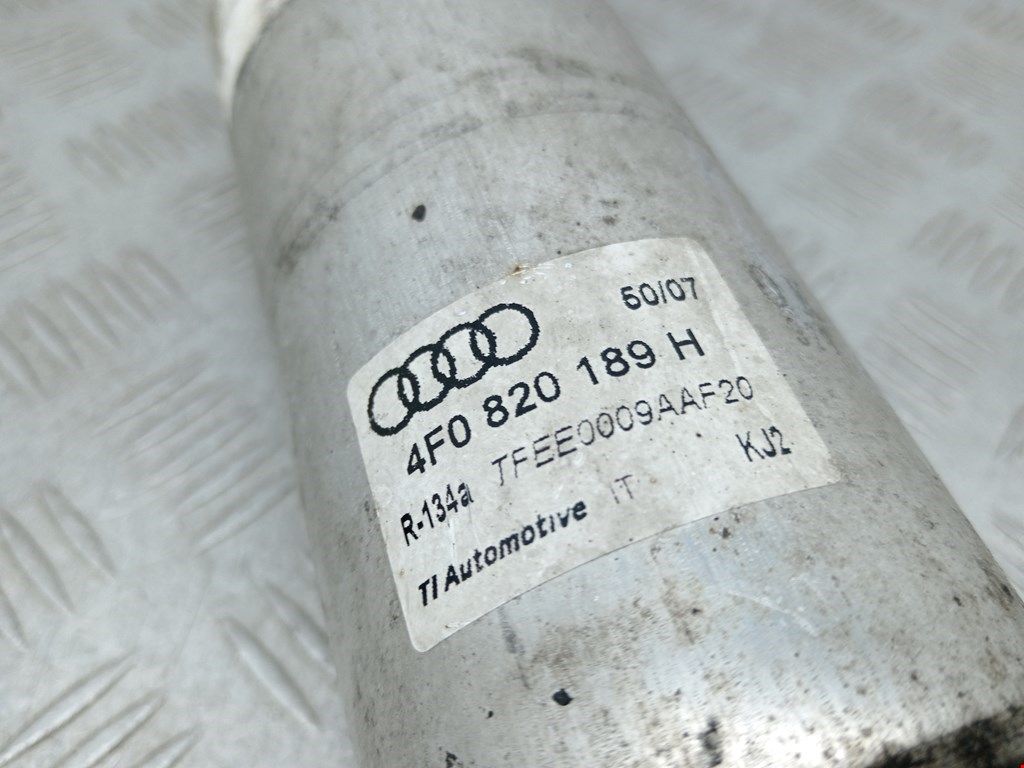 50/07
4F0 820 189 H
TFEE0009AAF20
R-134a
KJ2
TI Automotive IT